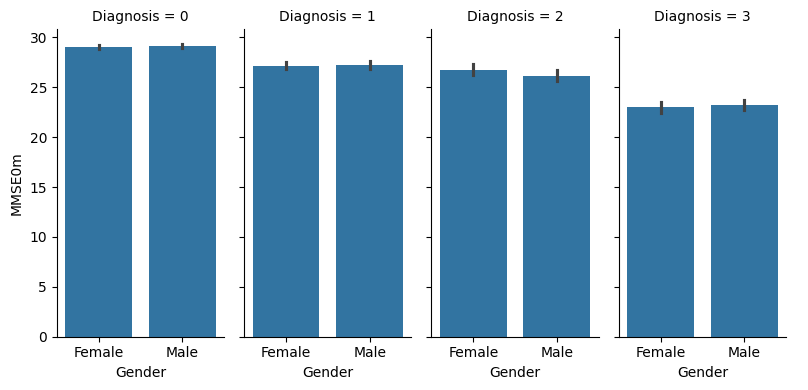 Diagnosis = 0
Diagnosis = 1
Diagnosis = 2
Diagnosis = 3
MMSE0m
30
25
20
15
10
5
0
Female
Male
Female
Male
Female
Male
Female
Male
Gender
Gender
Gender
Gender